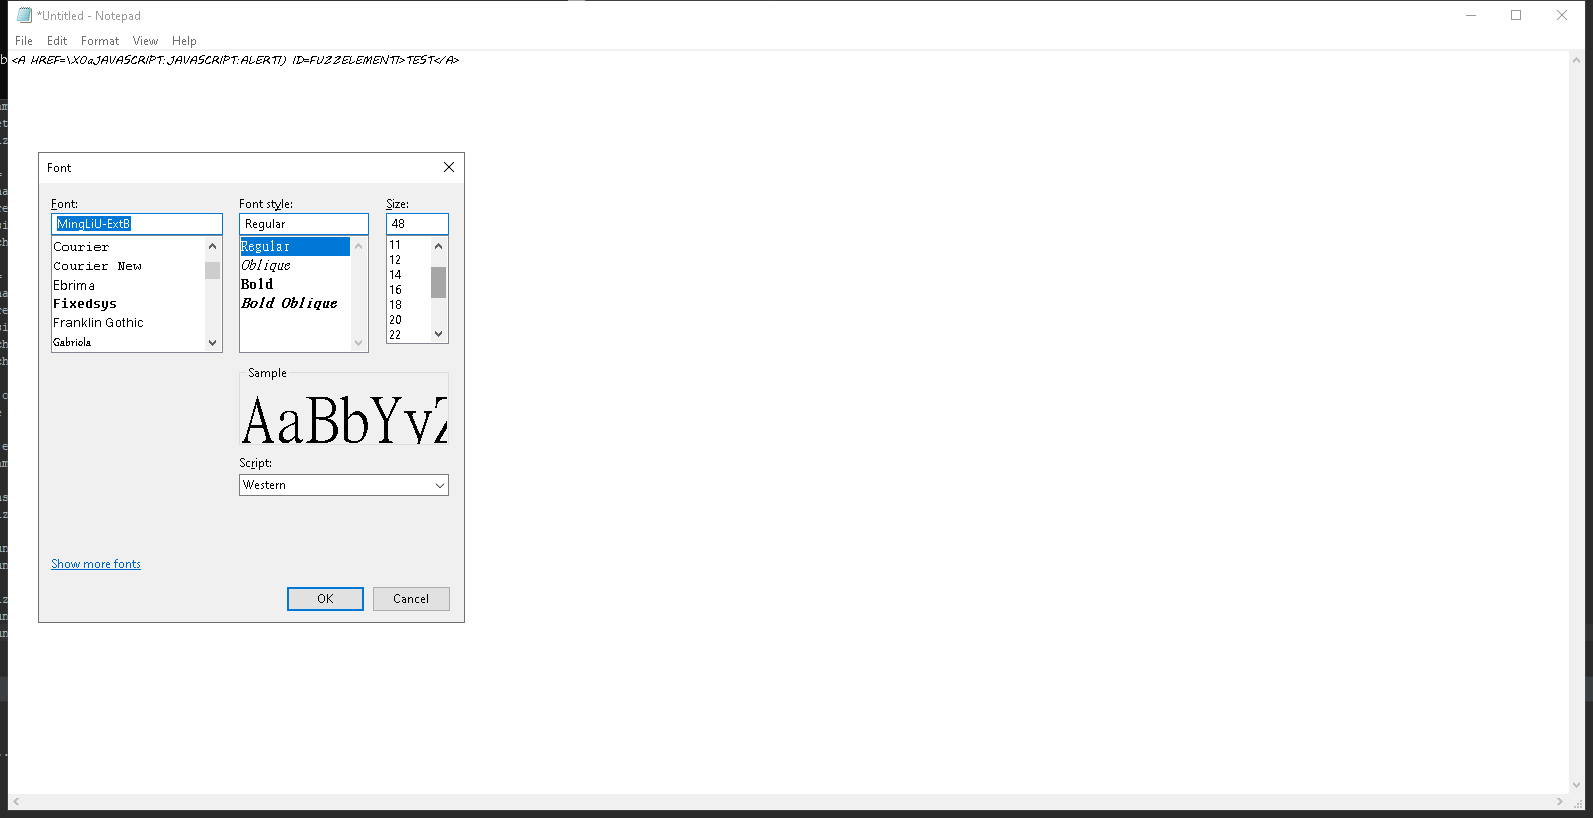 *Untitled - Notepad
File Edit Format View Help
<A HREF=\X0aJAVASCRIPT:JAVASCRIPT:ALERT1) ID=FUZZELEMENT1>TEST</A>
Font
Font: Font style: Size:
MingLiU-ExtB Regular 48
Courier Regular 11
Courier New Oblique 12
Ebrima Bold 14
Fixedsys Bold Oblique 16
Franklin Gothic 18
Gabriola 20
22
Sample
AaBbYyZ
Script:
Western
Show more fonts
OK Cancel